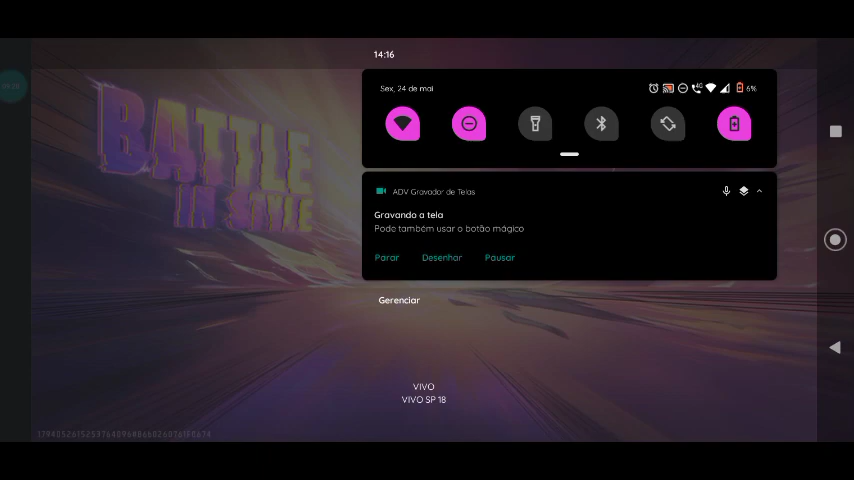 14:16
Sex, 24 de mai
4G
6%
BATTLE
IN STYLE
ADV Gravador de Telas
Gravando a tela
Pode também usar o botão mágico
Parar Desenhar Pausar
Gerenciar
VIVO
VIVO SP 18